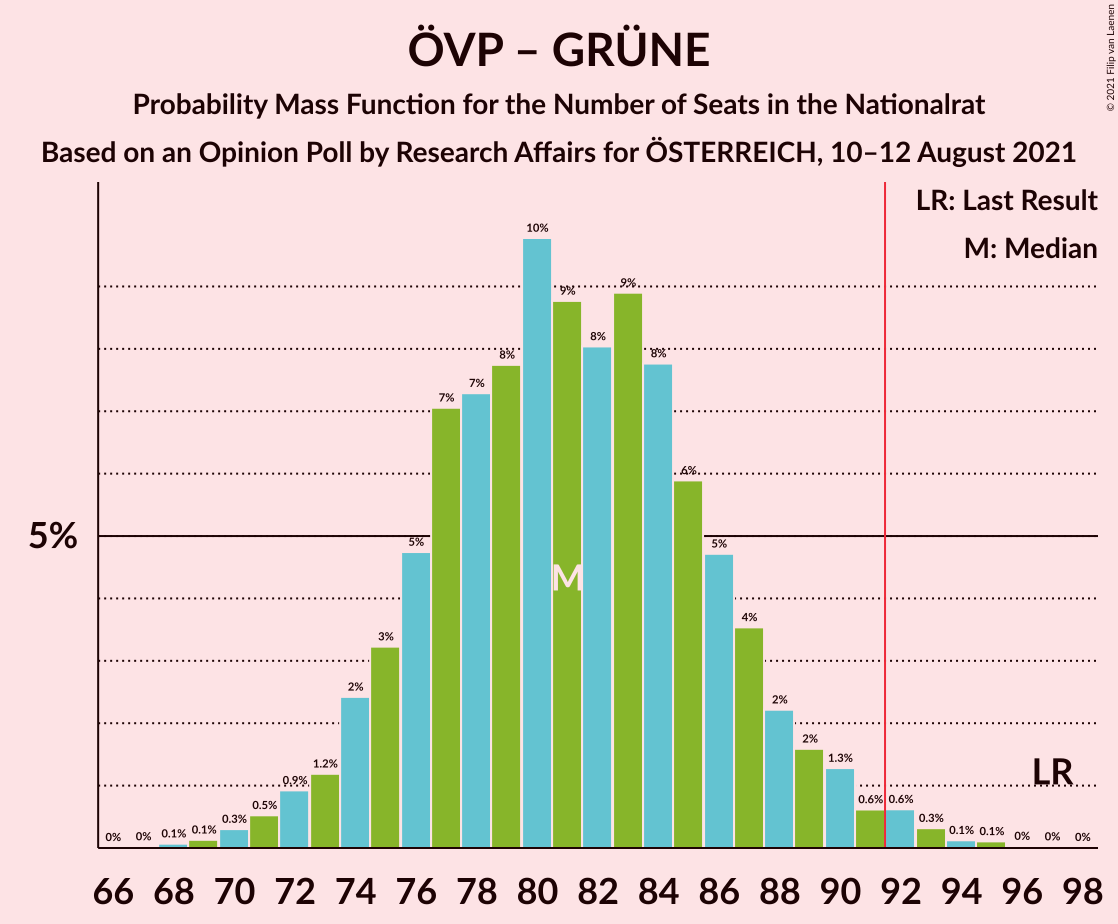 ÖVP – GRÜNE
Probability Mass Function for the Number of Seats in the Nationalrat
Based on an Opinion Poll by Research Affairs for ÖSTERREICH, 10–12 August 2021
© 2021 Filip van Laenen
LR: Last Result
M: Median
5%
0% 0% 0.1% 0.1% 0.3% 0.5% 0.9% 1.2% 2% 3% 5% 7% 7% 8% 10% 9% 8% 9% 8% 6% 5% 4% 2% 2% 1.3% 0.6% 0.6% 0.3% 0.1% 0.1% 0% 0% 0%
M
LR
66 68 70 72 74 76 78 80 82 84 86 88 90 92 94 96 98